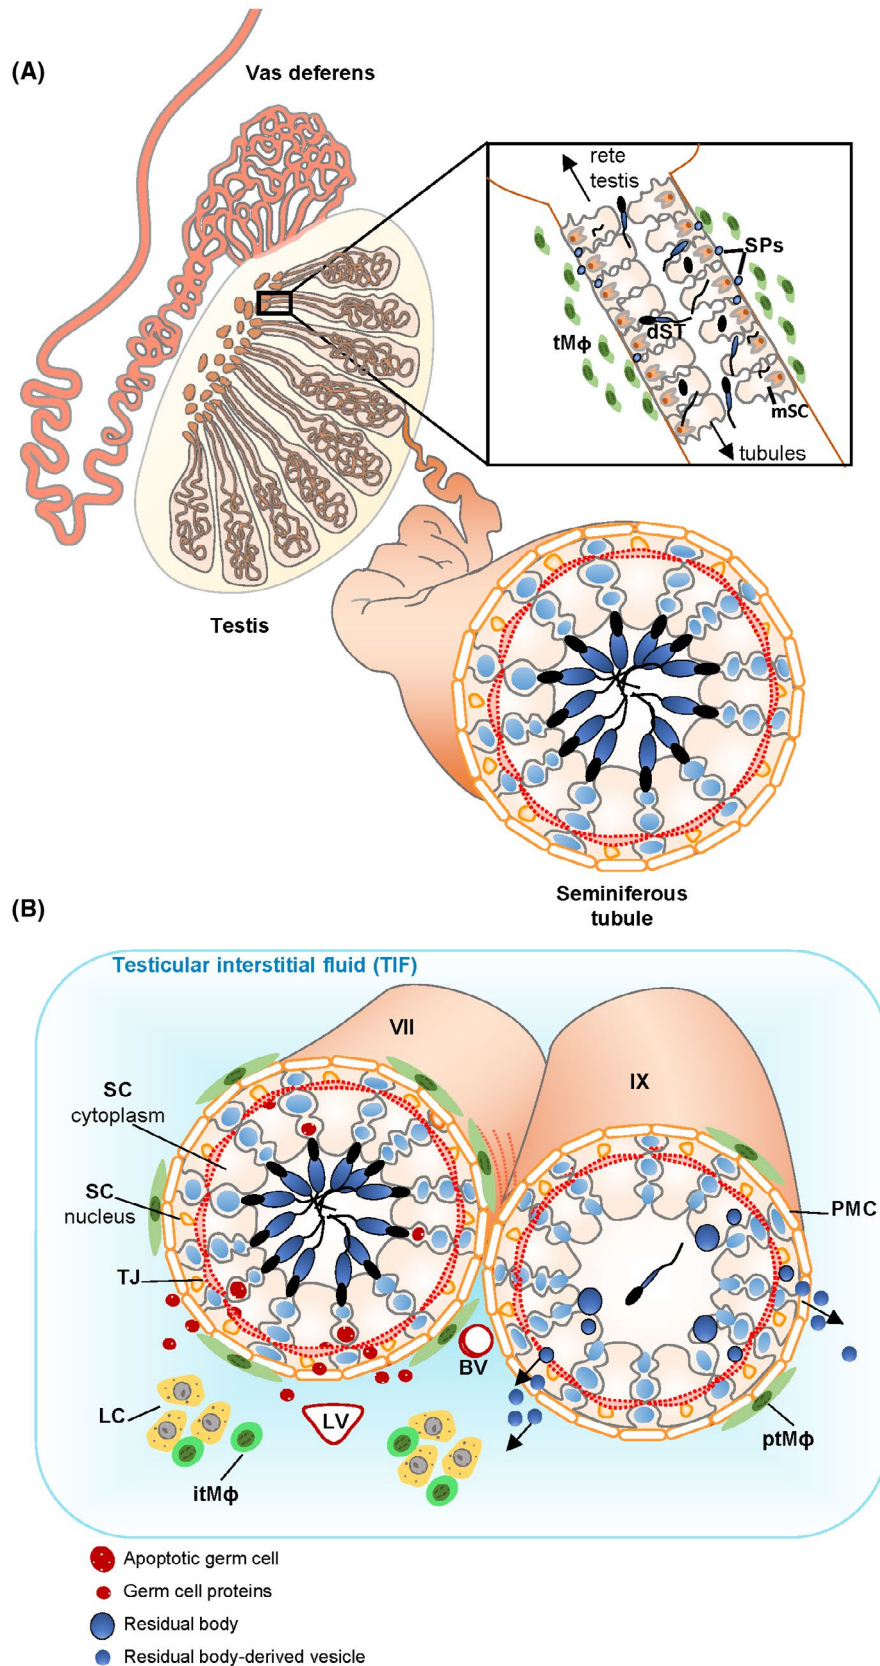 (A)
Vas deferens
rete
testis
SPs
dST
tMϕ
mSC
tubules
Testis
Seminiferous
tubule
(B)
Testicular interstitial fluid (TIF)
VII
IX
SC
cytoplasm
SC
nucleus
PMC
TJ
BV
LC
LV
ptMϕ
itMϕ
Apoptotic germ cell
Germ cell proteins
Residual body
Residual body-derived vesicle